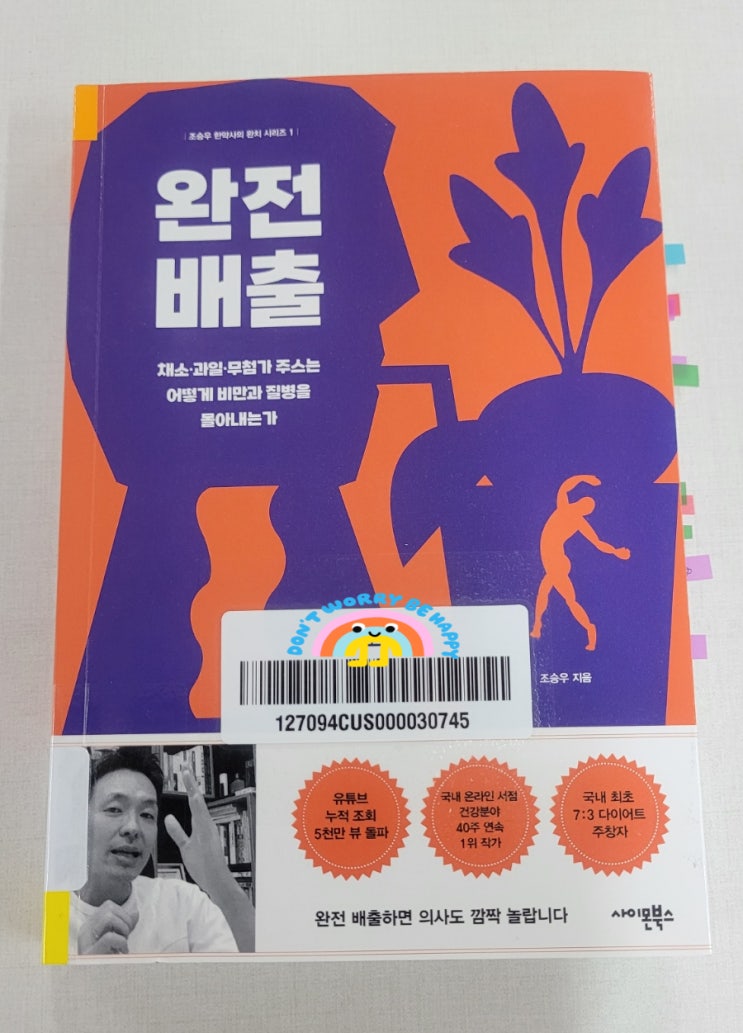 | 조승우 한약사의 완치 시리즈 1 |
완전
배출
채소·과일·무첨가 주스는
어떻게 비만과 질병을
몰아내는가
DON'T WORRY BE HAPPY
127094CUS000030745
조승우 지음
유튜브
누적 조회
5천만 뷰 돌파
국내 온라인 서점
건강분야
40주 연속
1위 작가
국내 최초
7:3 다이어트
주창자
완전 배출하면 의사도 깜짝 놀랍니다
사이몬북스